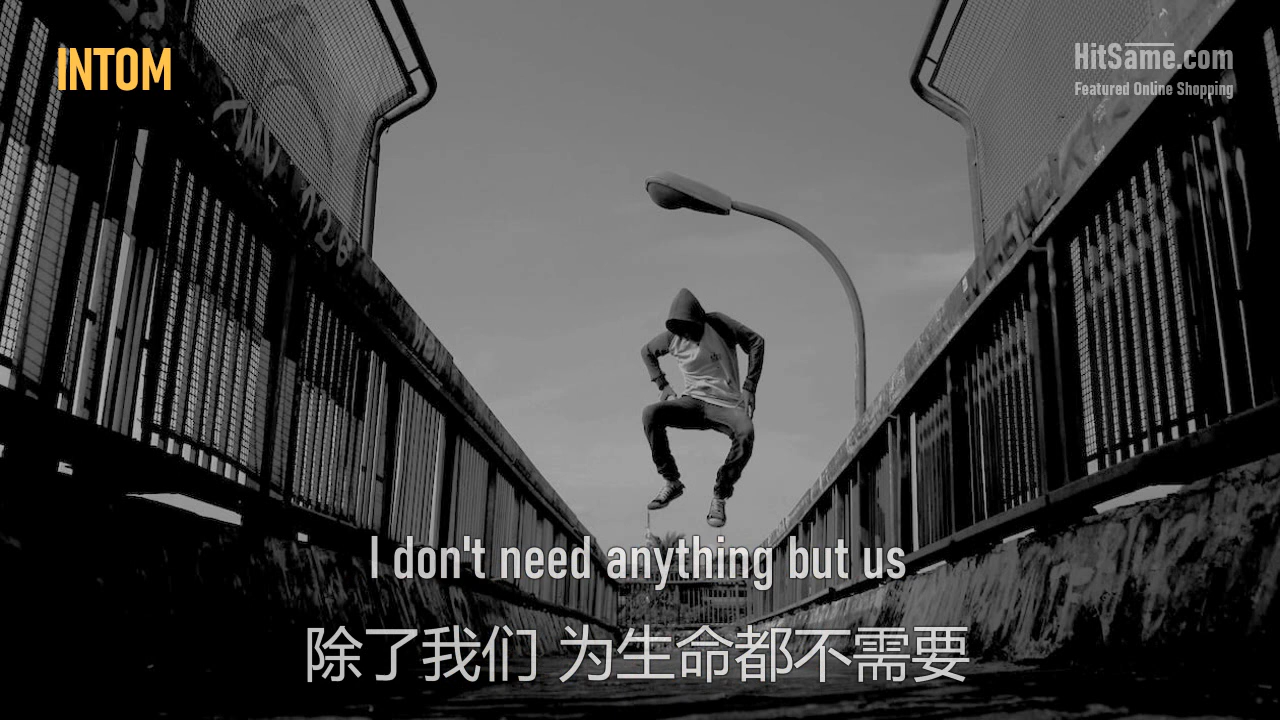 INTOM
HitSame.com
Featured Online Shopping
I don't need anything but us
除了我们 为生命都不需要